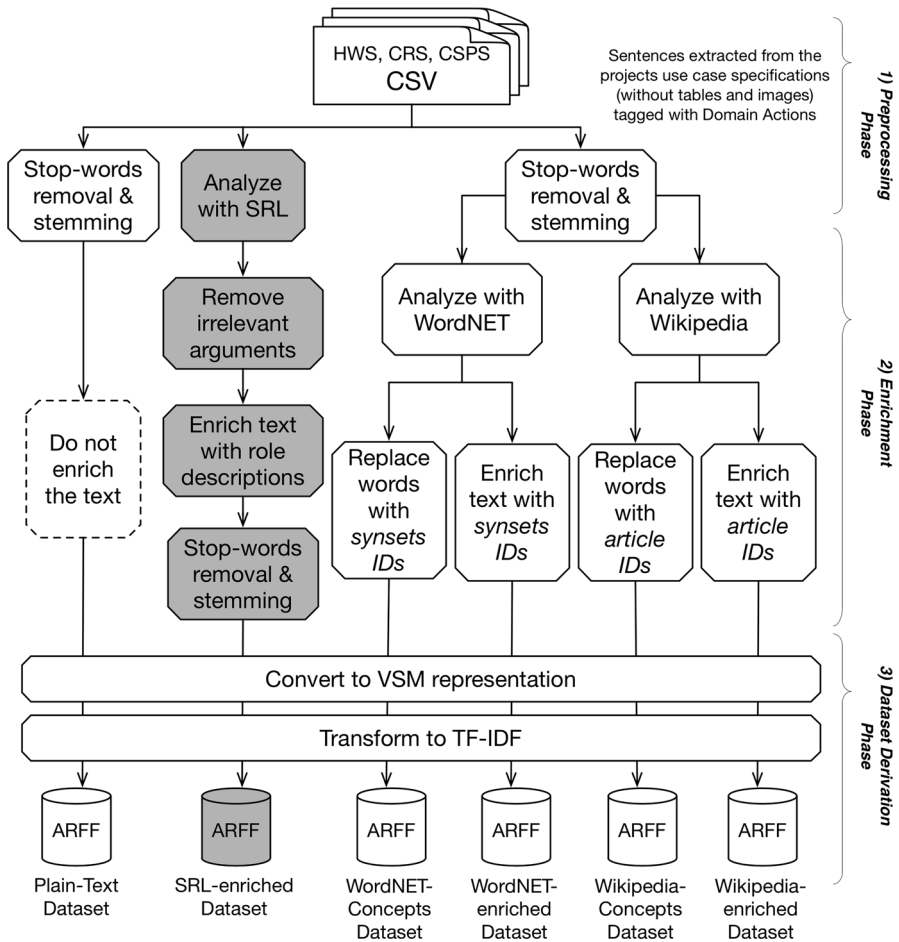 HWS, CRS, CSPS
CSV
Sentences extracted from the
projects use case specifications
(without tables and images)
tagged with Domain Actions
1) Preprocessing
Phase
Stop-words
removal &
stemming
Analyze
with SRL
Stop-words
removal &
stemming
Remove
irrelevant
arguments
Analyze with
WordNET
Analyze with
Wikipedia
2) Enrichment
Phase
Do not
enrich
the text
Enrich text
with role
descriptions
Replace
words
with
synsets
IDs
Enrich
text with
synsets
IDs
Replace
words
with
article
IDs
Enrich
text with
article
IDs
Stop-words
removal &
stemming
Convert to VSM representation
Transform to TF-IDF
3) Dataset Derivation
Phase
ARFF
ARFF
ARFF
ARFF
ARFF
ARFF
Plain-Text
Dataset
SRL-enriched
Dataset
WordNET-
Concepts
Dataset
WordNET-
enriched
Dataset
Wikipedia-
Concepts
Dataset
Wikipedia-
enriched
Dataset